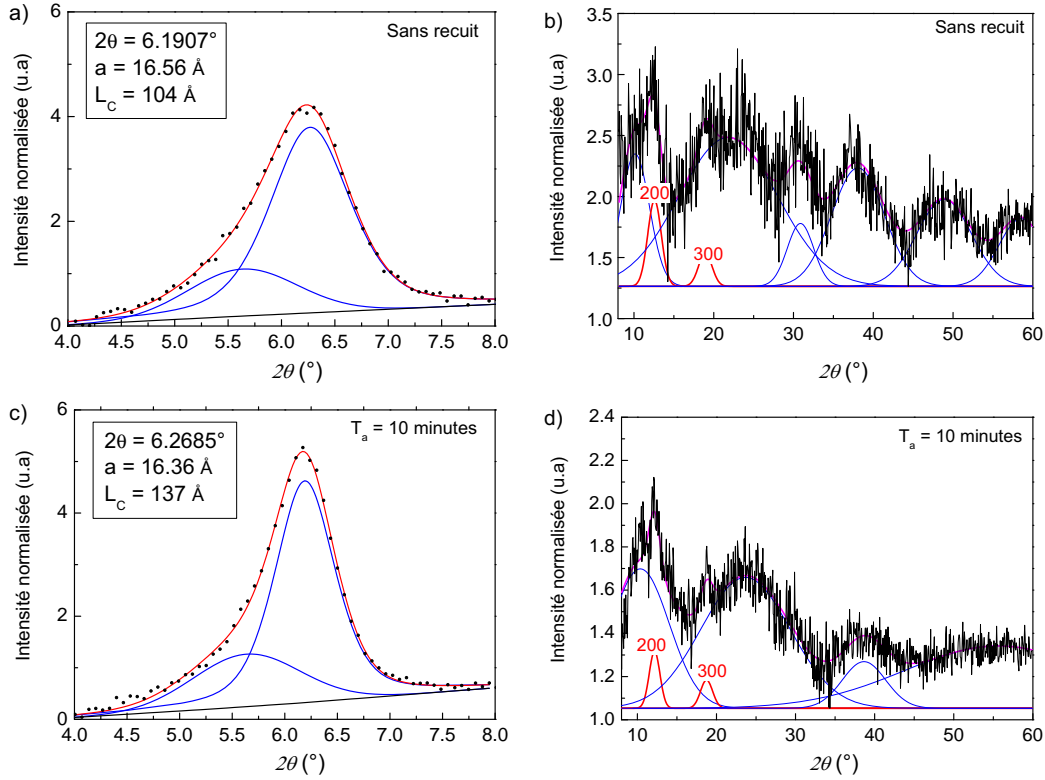 a)
2θ = 6.1907°
a = 16.56 Å
L_C = 104 Å
Sans recuit
Intensité normalisée (u.a)
6
4
2
0
4.0 4.5 5.0 5.5 6.0 6.5 7.0 7.5 8.0
2θ (°)
b)
Sans recuit
Intensité normalisée (u.a)
3.5
3.0
2.5
2.0
1.5
1.0
200
300
10 20 30 40 50 60
2θ (°)
c)
2θ = 6.2685°
a = 16.36 Å
L_C = 137 Å
T_a = 10 minutes
Intensité normalisée (u.a)
6
4
2
0
4.0 4.5 5.0 5.5 6.0 6.5 7.0 7.5 8.0
2θ (°)
d)
T_a = 10 minutes
Intensité normalisée (u.a)
2.4
2.2
2.0
1.8
1.6
1.4
1.2
1.0
200
300
10 20 30 40 50 60
2θ (°)